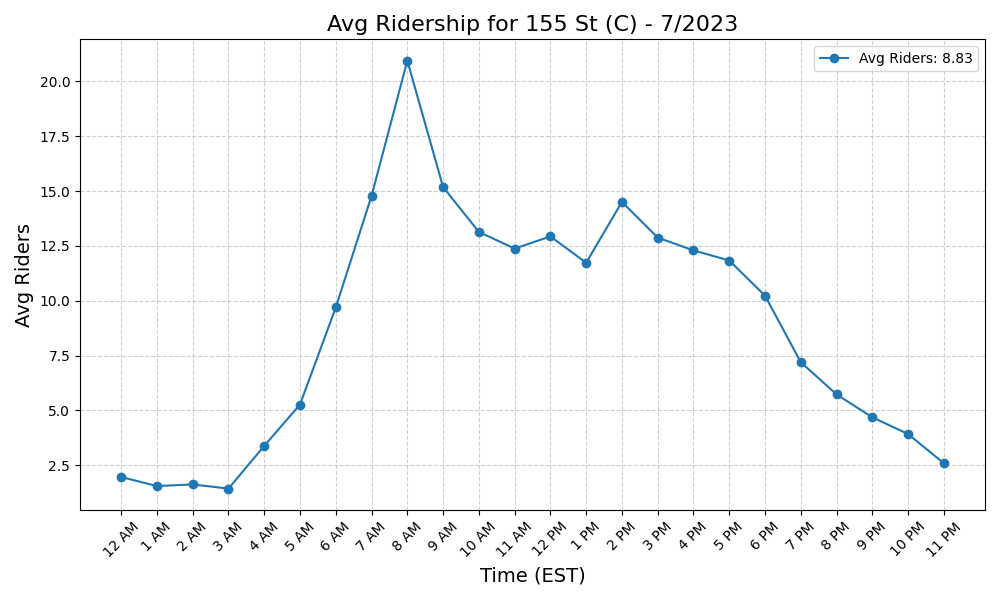 Avg Ridership for 155 St (C) - 7/2023
Avg Riders: 8.83
Avg Riders
20.0
17.5
15.0
12.5
10.0
7.5
5.0
2.5
12 AM
1 AM
2 AM
3 AM
4 AM
5 AM
6 AM
7 AM
8 AM
9 AM
10 AM
11 AM
12 PM
1 PM
2 PM
3 PM
4 PM
5 PM
6 PM
7 PM
8 PM
9 PM
10 PM
11 PM
Time (EST)